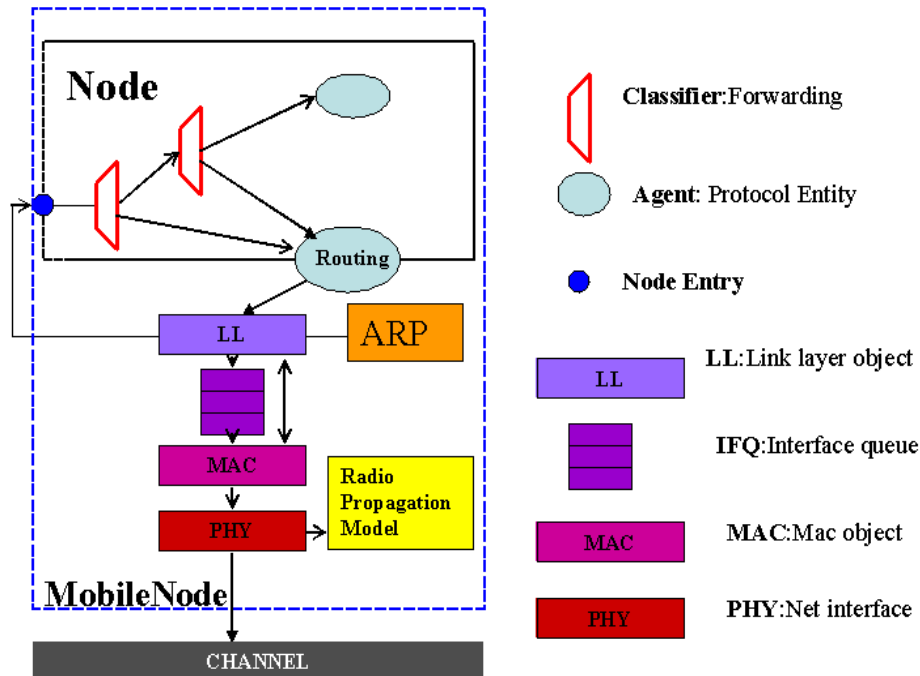 Node
Routing
LL
ARP
MAC
Radio
Propagation
Model
PHY
MobileNode
CHANNEL
Classifier:Forwarding
Agent: Protocol Entity
Node Entry
LL
LL:Link layer object
IFQ:Interface queue
MAC
MAC:Mac object
PHY
PHY:Net interface